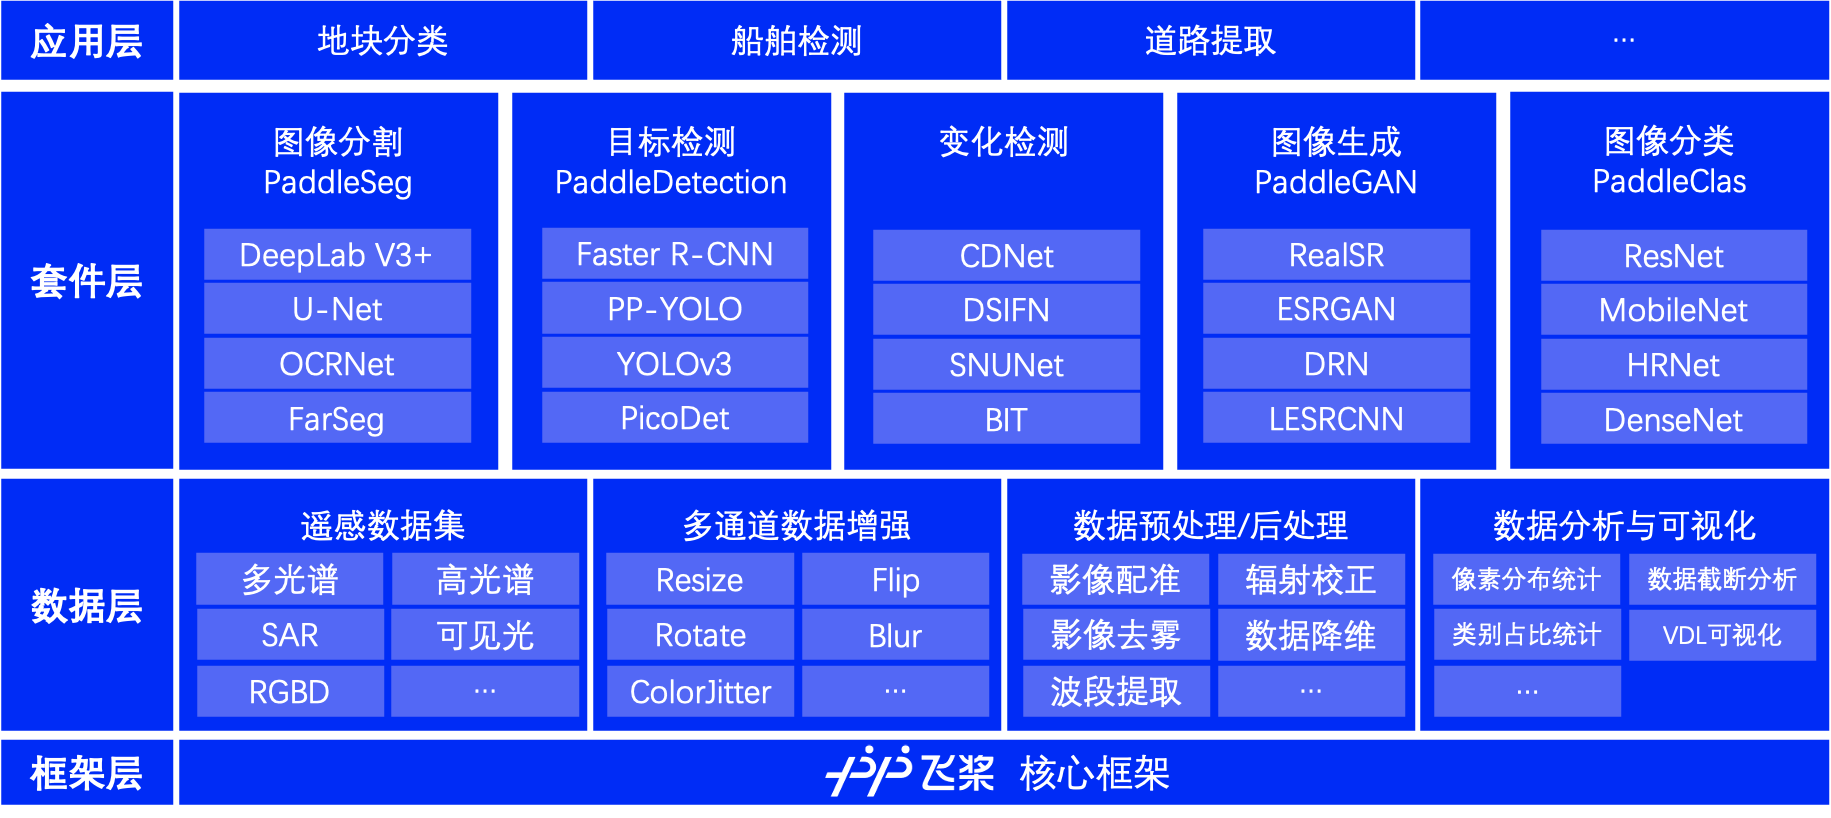 应用层
地块分类
船舶检测
道路提取
...
套件层
图像分割
PaddleSeg
DeepLab V3+
U-Net
OCRNet
FarSeg
目标检测
PaddleDetection
Faster R-CNN
PP-YOLO
YOLOv3
PicoDet
变化检测
CDNet
DSIFN
SNUNet
BIT
图像生成
PaddleGAN
RealSR
ESRGAN
DRN
LESRCNN
图像分类
PaddleClas
ResNet
MobileNet
HRNet
DenseNet
数据层
遥感数据集
多光谱
高光谱
SAR
可见光
RGBD
...
多通道数据增强
Resize
Flip
Rotate
Blur
ColorJitter
...
数据预处理/后处理
影像配准
辐射校正
影像去雾
数据降维
波段提取
...
数据分析与可视化
像素分布统计
数据截断分析
类别占比统计
VDL可视化
...
框架层
飞桨 核心框架